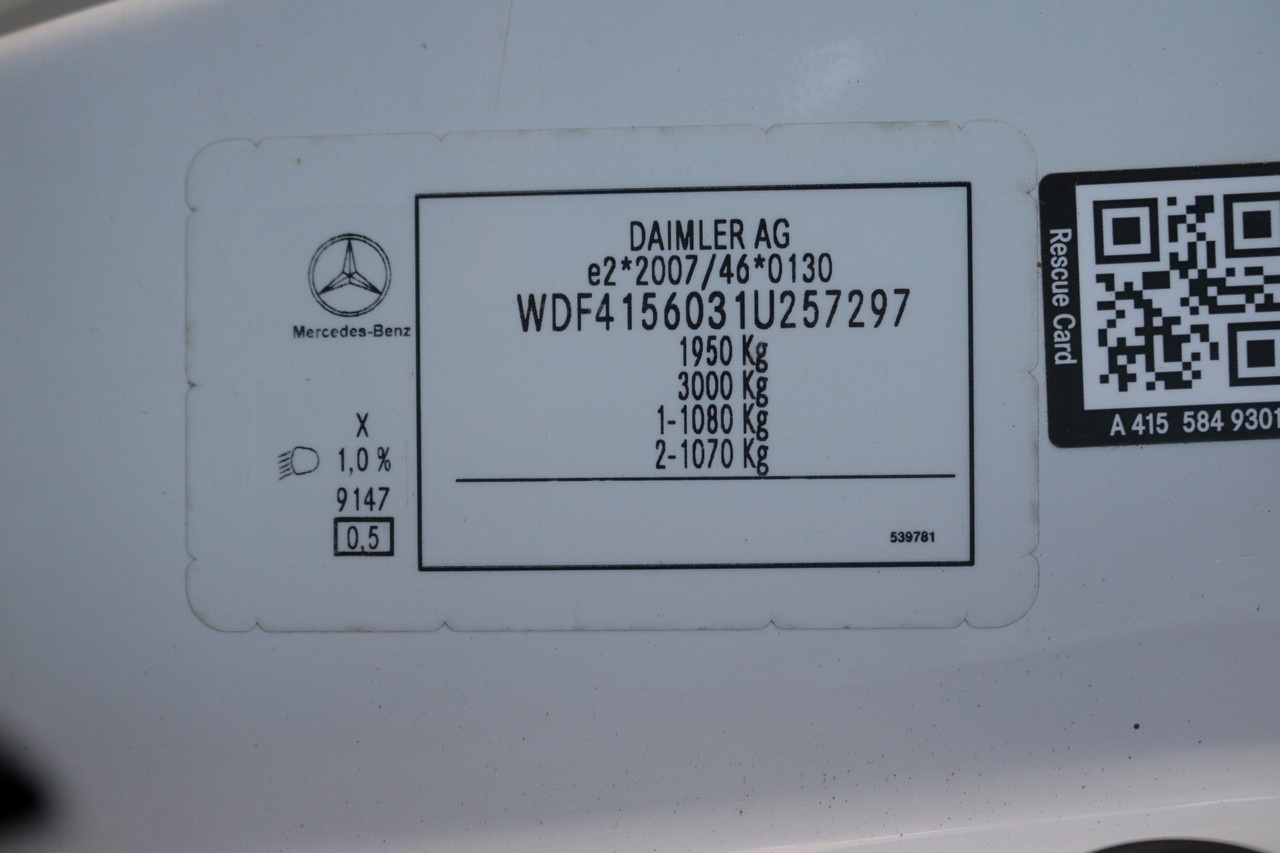 Mercedes-Benz
X
1,0 %
9147
0,5
DAIMLER AG
e2*2007/46*0130
WDF4156031U257297
1950 Kg
3000 Kg
1-1080 Kg
2-1070 Kg
539781
Rescue Card
A 415 584 9301